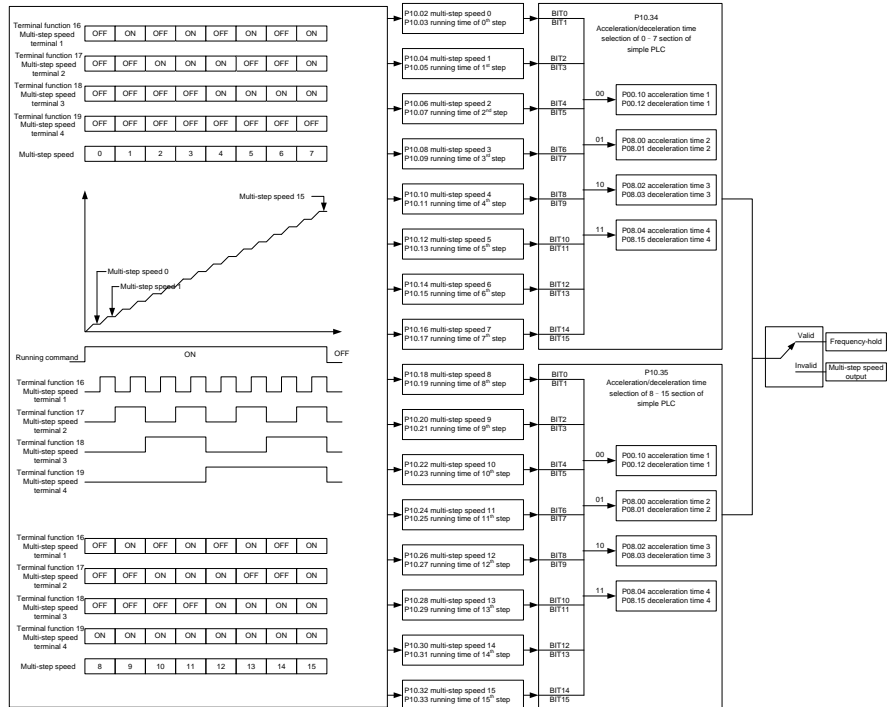 Terminal function 16
Multi-step speed
terminal 1
OFF ON OFF ON OFF ON OFF ON
Terminal function 17
Multi-step speed
terminal 2
OFF OFF ON ON OFF OFF ON ON
Terminal function 18
Multi-step speed
terminal 3
OFF OFF OFF OFF ON ON ON ON
Terminal function 19
Multi-step speed
terminal 4
OFF OFF OFF OFF OFF OFF OFF OFF
Multi-step speed 0 1 2 3 4 5 6 7
Multi-step speed 15
Multi-step speed 0
Multi-step speed 1
Running command ON OFF
Terminal function 16
Multi-step speed
terminal 1
Terminal function 17
Multi-step speed
terminal 2
Terminal function 18
Multi-step speed
terminal 3
Terminal function 19
Multi-step speed
terminal 4
Terminal function 16
Multi-step speed
terminal 1
OFF ON OFF ON OFF ON OFF ON
Terminal function 17
Multi-step speed
terminal 2
OFF OFF ON ON OFF OFF ON ON
Terminal function 18
Multi-step speed
terminal 3
OFF OFF OFF OFF ON ON ON ON
Terminal function 19
Multi-step speed
terminal 4
ON ON ON ON ON ON ON ON
Multi-step speed 8 9 10 11 12 13 14 15
P10.02 multi-step speed 0
P10.03 running time of 0th step
P10.04 multi-step speed 1
P10.05 running time of 1st step
P10.06 multi-step speed 2
P10.07 running time of 2nd step
P10.08 multi-step speed 3
P10.09 running time of 3rd step
P10.10 multi-step speed 4
P10.11 running time of 4th step
P10.12 multi-step speed 5
P10.13 running time of 5th step
P10.14 multi-step speed 6
P10.15 running time of 6th step
P10.16 multi-step speed 7
P10.17 running time of 7th step
P10.18 multi-step speed 8
P10.19 running time of 8th step
P10.20 multi-step speed 9
P10.21 running time of 9th step
P10.22 multi-step speed 10
P10.23 running time of 10th step
P10.24 multi-step speed 11
P10.25 running time of 11th step
P10.26 multi-step speed 12
P10.27 running time of 12th step
P10.28 multi-step speed 13
P10.29 running time of 13th step
P10.30 multi-step speed 14
P10.31 running time of 14th step
P10.32 multi-step speed 15
P10.33 running time of 15th step
BIT0
BIT1
BIT2
BIT3
BIT4
BIT5
BIT6
BIT7
BIT8
BIT9
BIT10
BIT11
BIT12
BIT13
BIT14
BIT15
P10.34
Acceleration/deceleration time
selection of 0 - 7 section of
simple PLC
00
P00.10 acceleration time 1
P00.12 deceleration time 1
01
P08.00 acceleration time 2
P08.01 deceleration time 2
10
P08.02 acceleration time 3
P08.03 deceleration time 3
11
P08.04 acceleration time 4
P08.15 deceleration time 4
BIT0
BIT1
BIT2
BIT3
BIT4
BIT5
BIT6
BIT7
BIT8
BIT9
BIT10
BIT11
BIT12
BIT13
BIT14
BIT15
P10.35
Acceleration/deceleration time
selection of 8 - 15 section of
simple PLC
00
P00.10 acceleration time 1
P00.12 deceleration time 1
01
P08.00 acceleration time 2
P08.01 deceleration time 2
10
P08.02 acceleration time 3
P08.03 deceleration time 3
11
P08.04 acceleration time 4
P08.15 deceleration time 4
Valid
Frequency-hold
Invalid
Multi-step speed
output